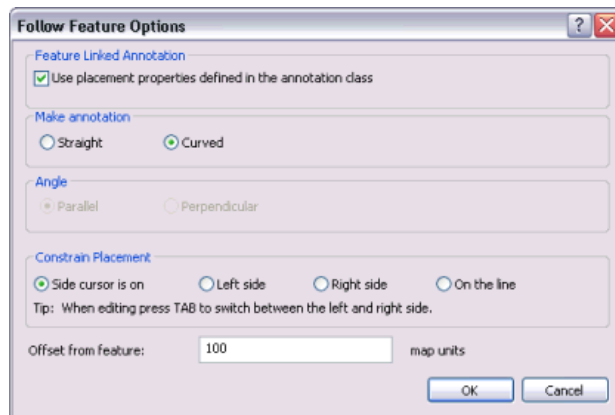 Follow Feature Options
Feature Linked Annotation
Use placement properties defined in the annotation class
Make annotation
Straight Curved
Angle
Parallel Perpendicular
Constrain Placement
Side cursor is on Left side Right side On the line
Tip: When editing press TAB to switch between the left and right side.
Offset from feature: 100 map units
OK Cancel